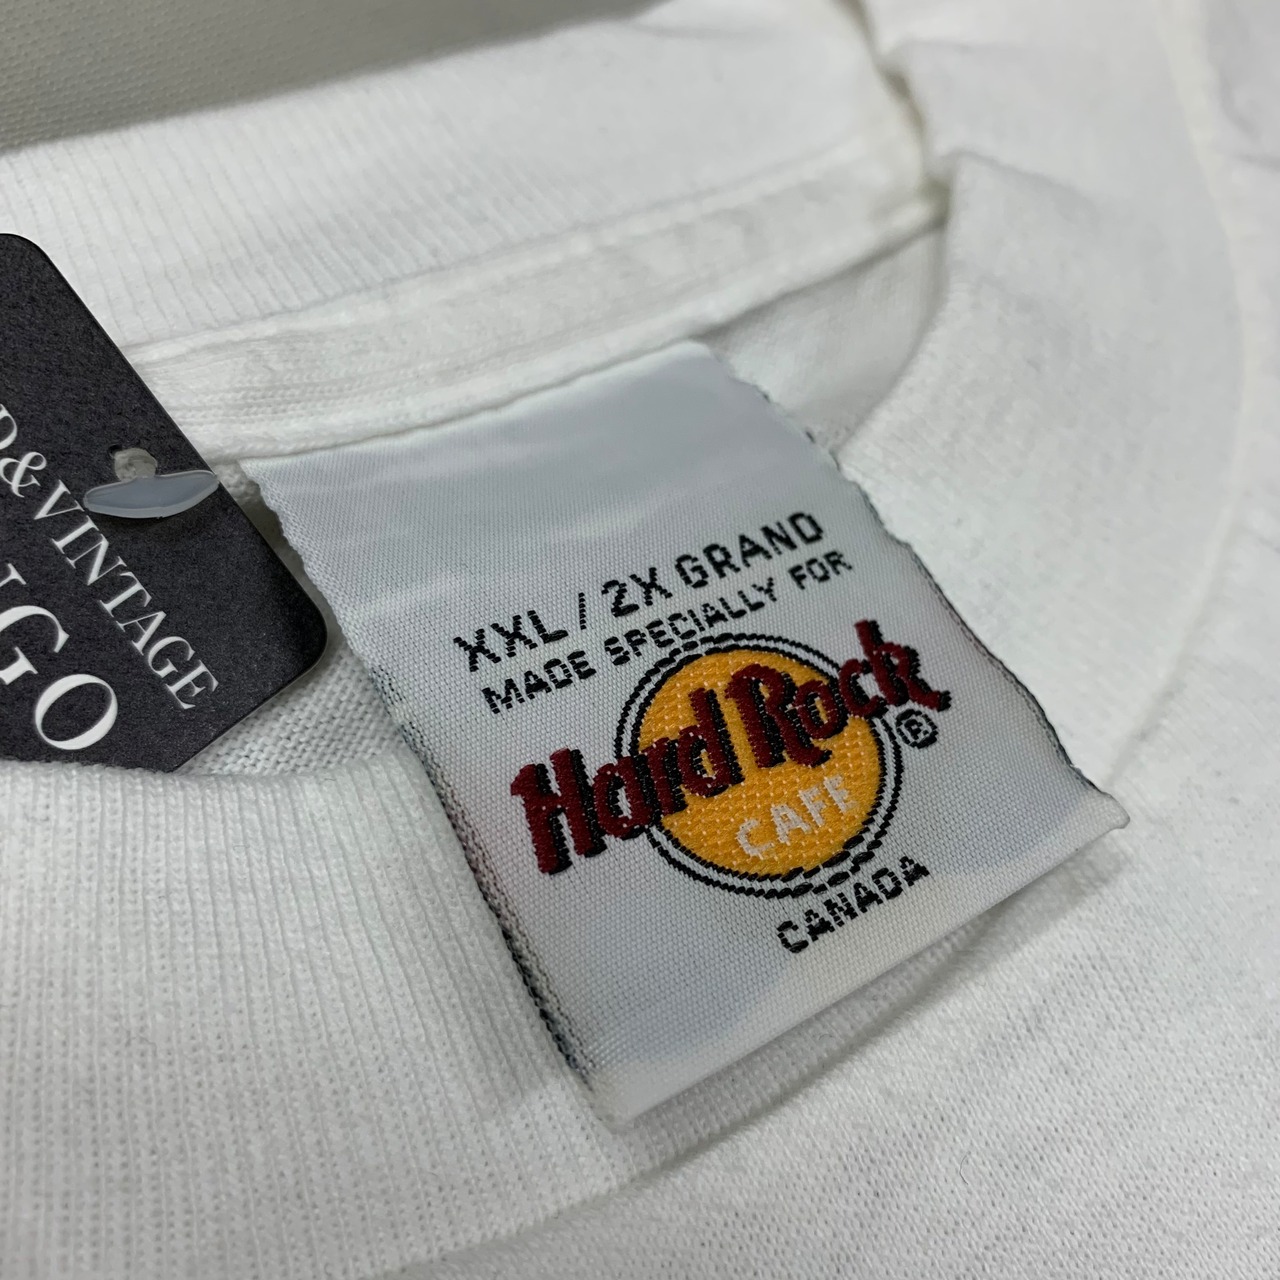 XXL / 2X GRAND
MADE SPECIALLY FOR
Hard Rock ®
CAFE
CANADA
& VINTAGE
GO